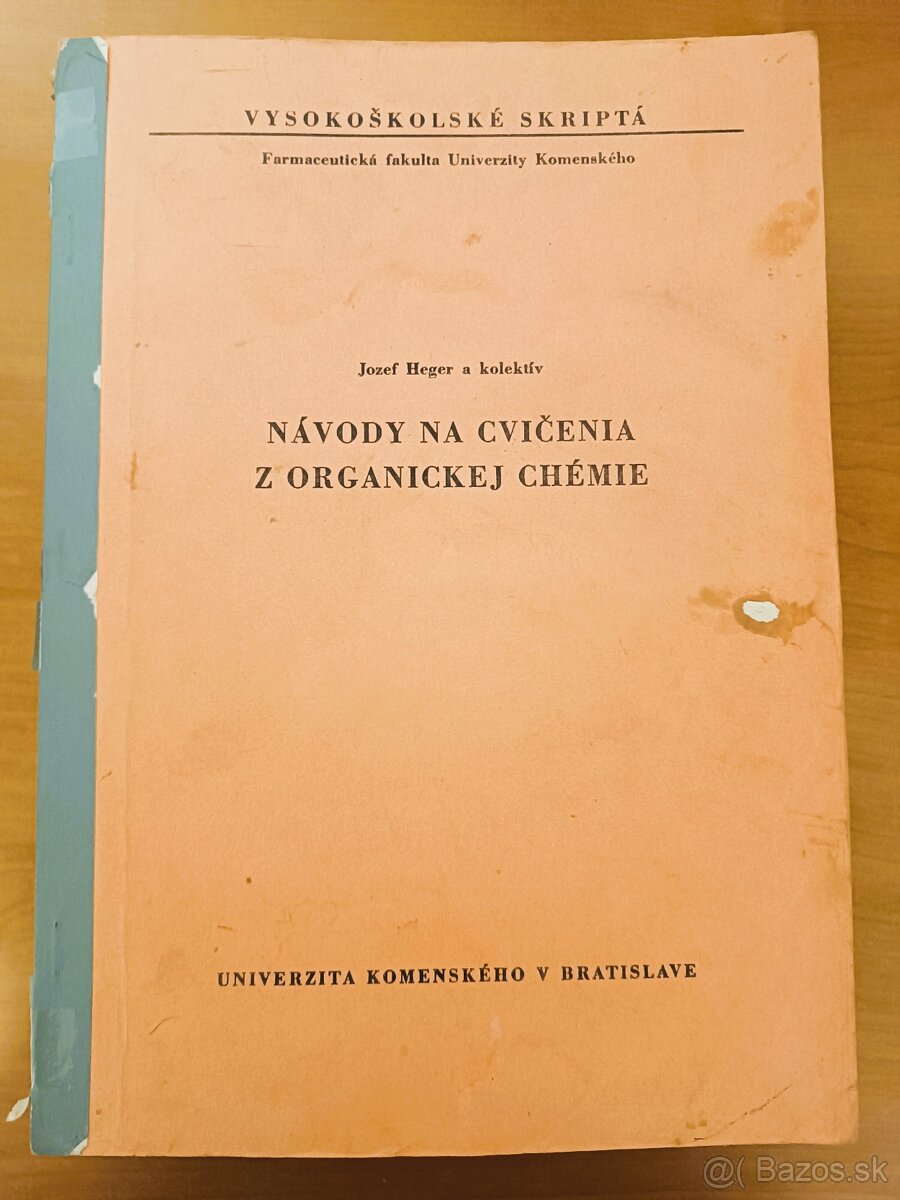 VYSOKOŠKOLSKÉ SKRIPTÁ
Farmaceutická fakulta Univerzity Komenského
Jozef Heger a kolektív
NÁVODY NA CVIČENIA
Z ORGANICKEJ CHÉMIE
UNIVERZITA KOMENSKÉHO V BRATISLAVE
@( Bazos.sk